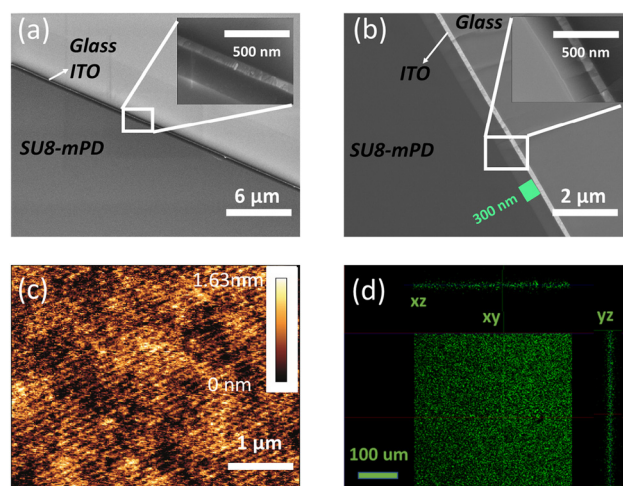 (a)
Glass
ITO
SU8-mPD
500 nm
6 μm
(b)
Glass
ITO
SU8-mPD
500 nm
300 nm
2 μm
(c)
1.63nm
0 nm
1 μm
(d)
xz
xy
yz
100 um